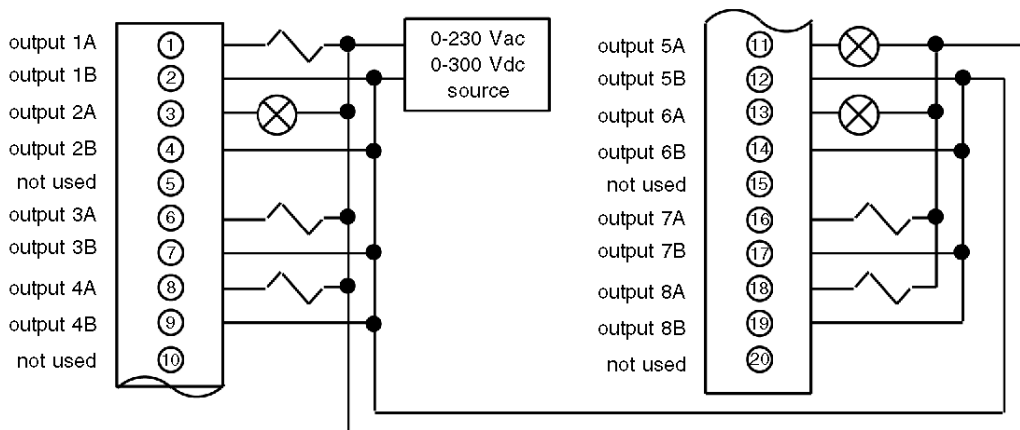 output 1A 1
output 1B 2
output 2A 3
output 2B 4
not used 5
output 3A 6
output 3B 7
output 4A 8
output 4B 9
not used 10
0-230 Vac
0-300 Vdc
source
output 5A 11
output 5B 12
output 6A 13
output 6B 14
not used 15
output 7A 16
output 7B 17
output 8A 18
output 8B 19
not used 20